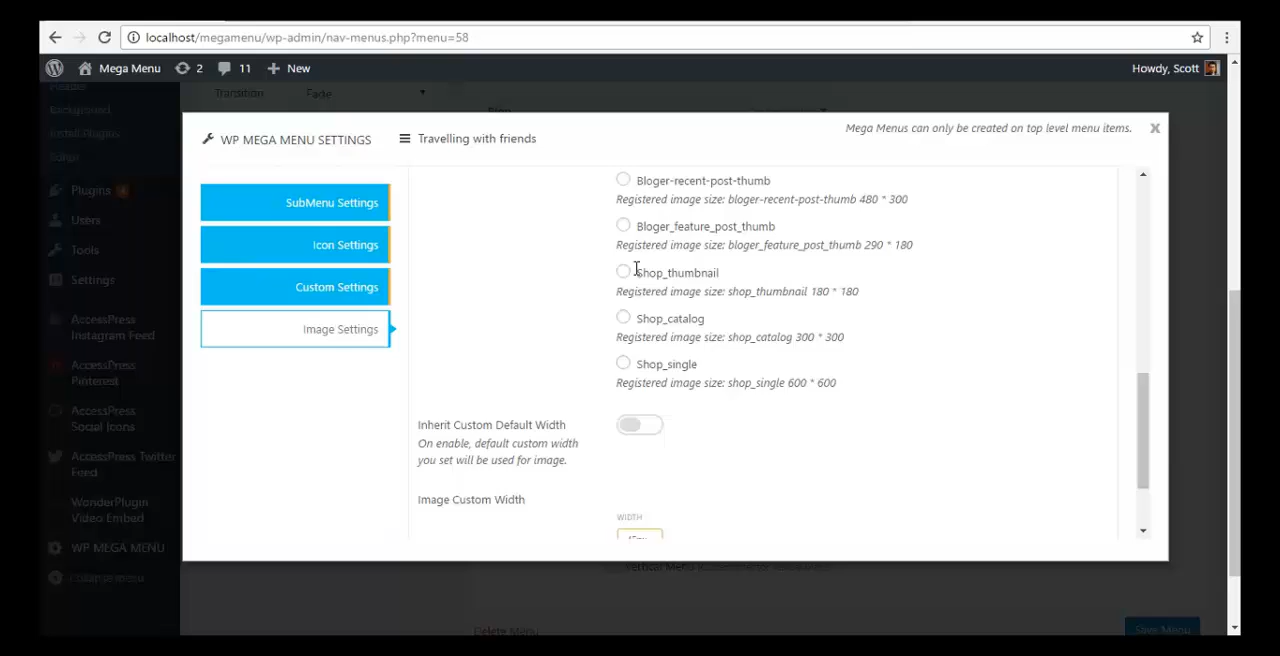 localhost/megamenu/wp-admin/nav-menus.php?menu=58
Mega Menu 2 11 New Howdy, Scott
Header
Background
Install Plugins
Editor
Plugins 4
Users
Tools
Settings
AccessPress
Instagram Feed
AccessPress
Pinterest
AccessPress
Social Icons
AccessPress Twitter
Feed
WonderPlugin
Video Embed
WP MEGA MENU
Collapse menu
Transition Fade
Mega Menus can only be created on top level menu items.
WP MEGA MENU SETTINGS Travelling with friends
SubMenu Settings
Icon Settings
Custom Settings
Image Settings
Bloger-recent-post-thumb
Registered image size: bloger-recent-post-thumb 480 * 300
Bloger_feature_post_thumb
Registered image size: bloger_feature_post_thumb 290 * 180
Shop_thumbnail
Registered image size: shop_thumbnail 180 * 180
Shop_catalog
Registered image size: shop_catalog 300 * 300
Shop_single
Registered image size: shop_single 600 * 600
Inherit Custom Default Width
On enable, default custom width
you set will be used for image.
Image Custom Width
WIDTH
Delete Menu
Save Menu